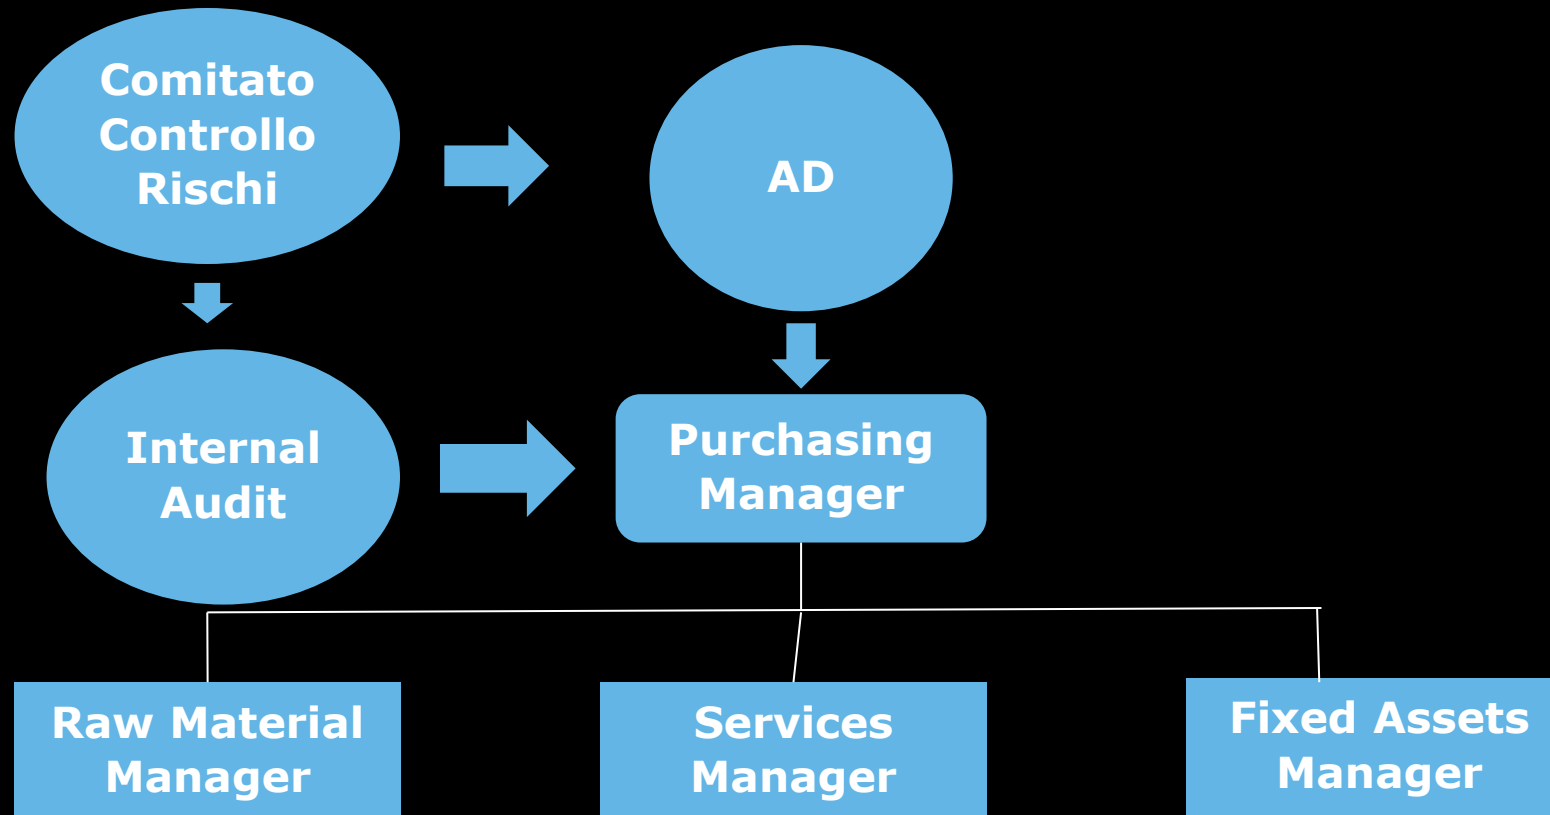 Comitato
Controllo
Rischi
AD
Internal
Audit
Purchasing
Manager
Raw Material
Manager
Services
Manager
Fixed Assets
Manager